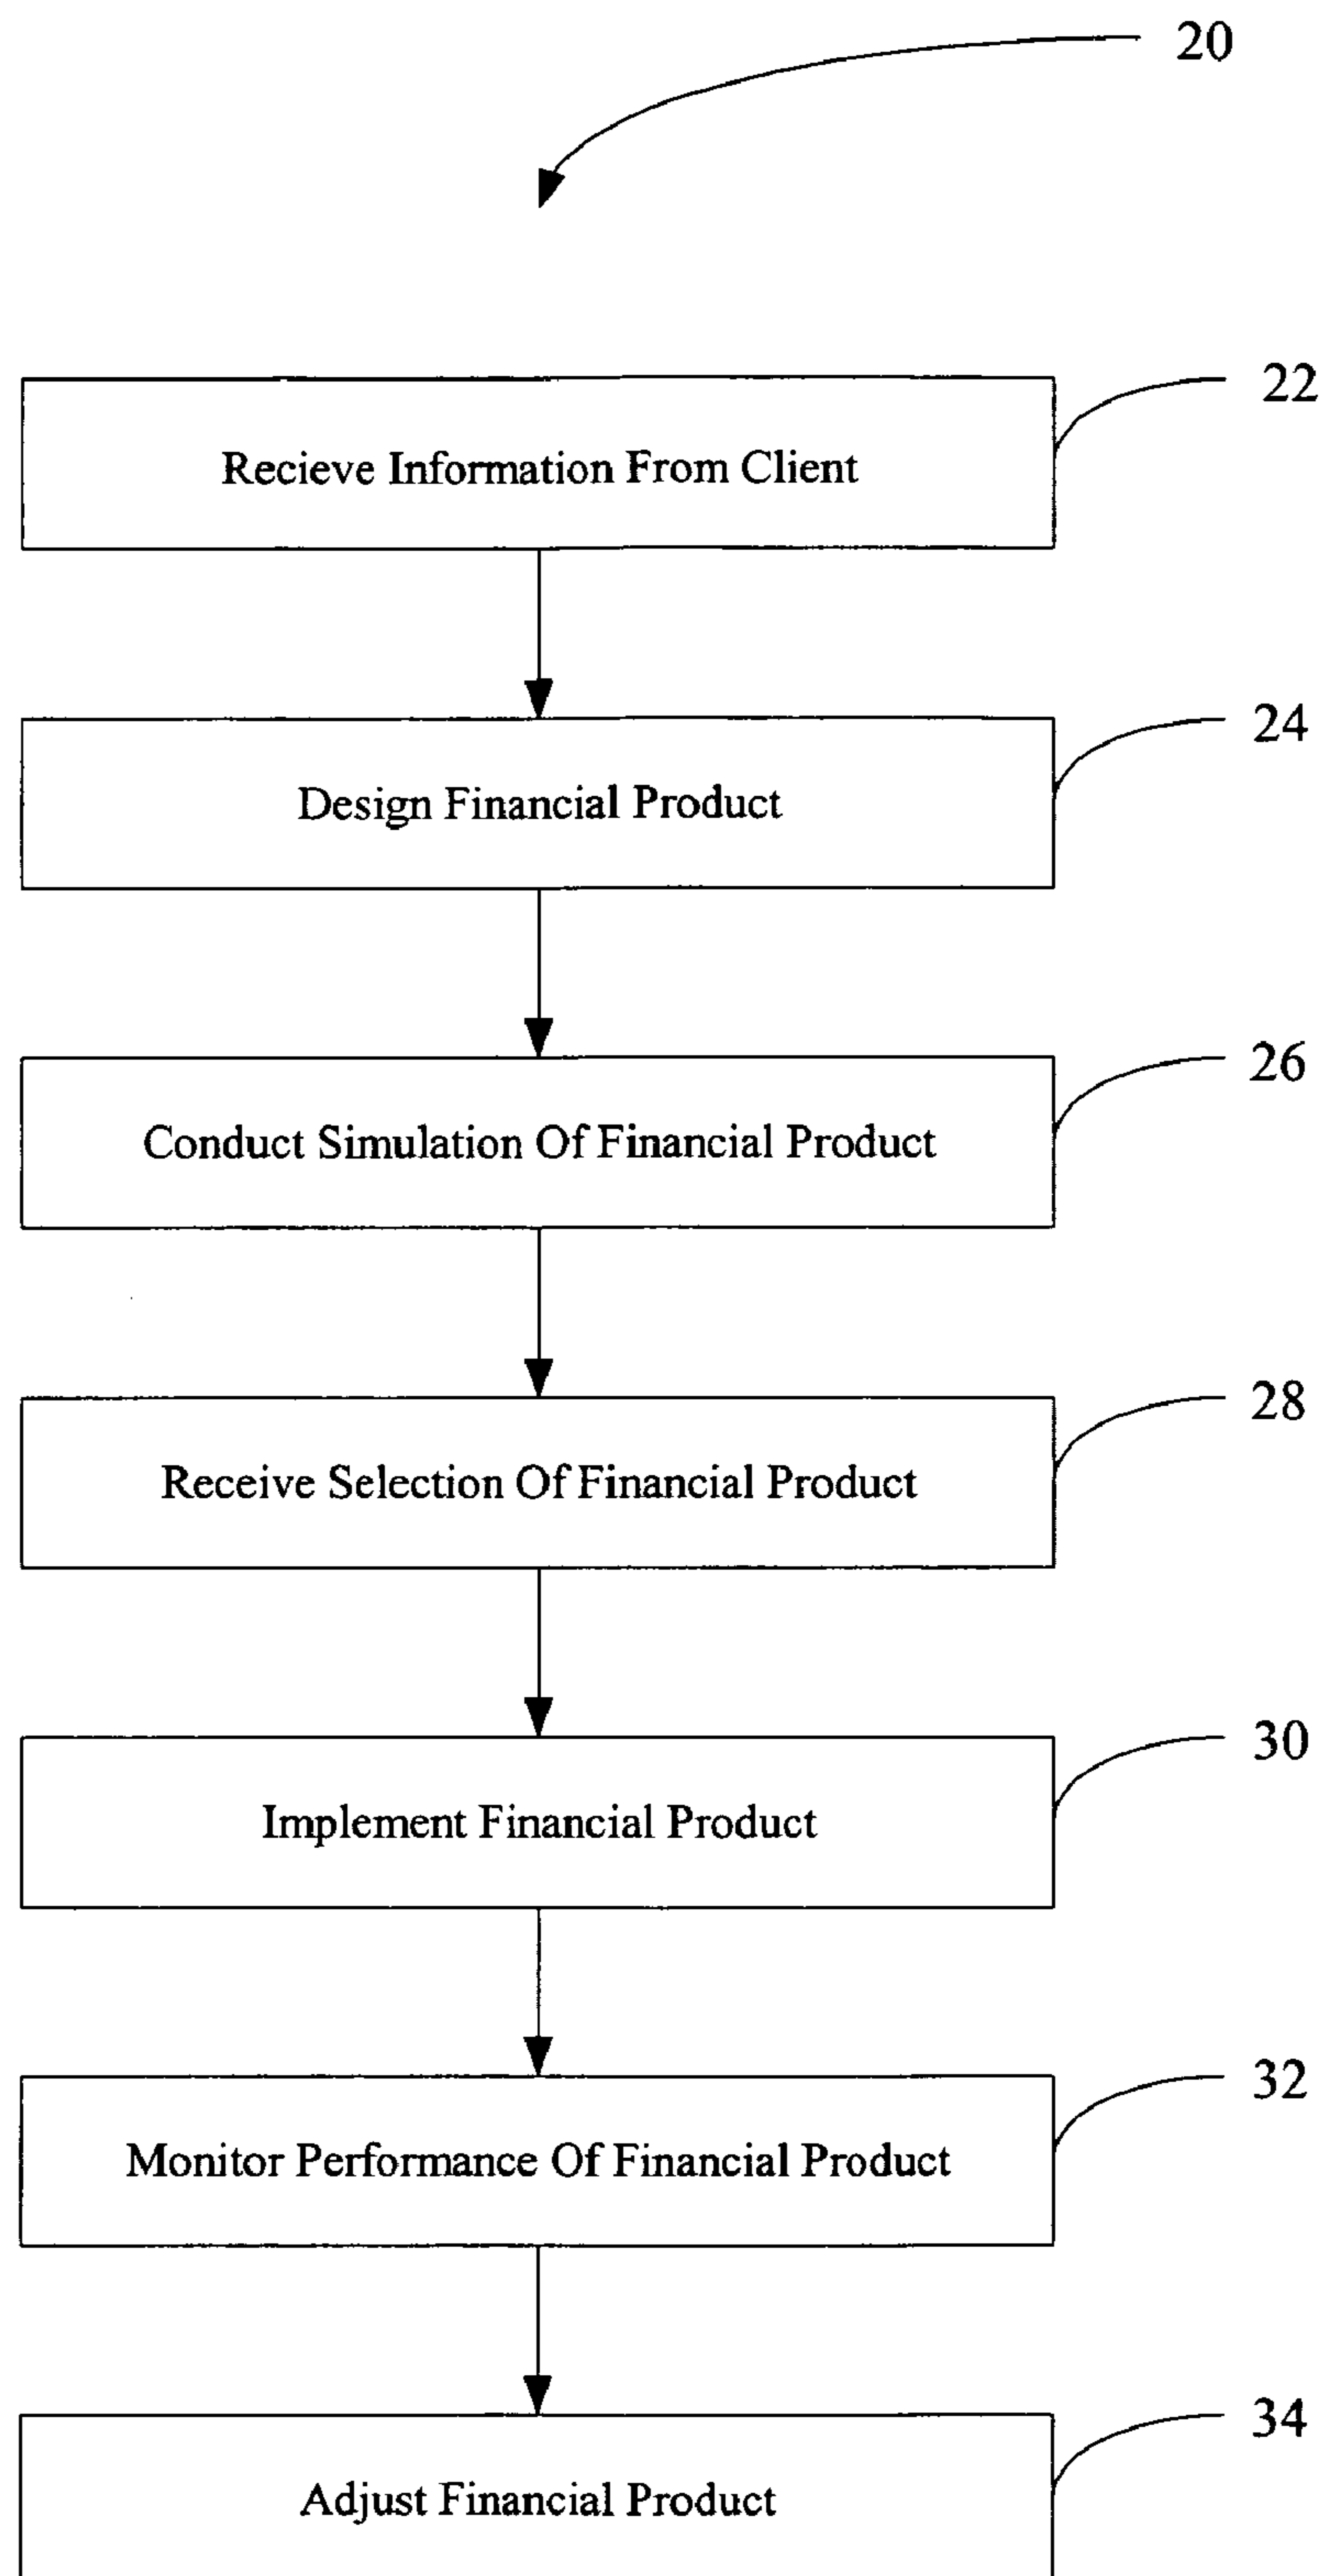 20
22
Recieve Information From Client
24
Design Financial Product
26
Conduct Simulation Of Financial Product
28
Receive Selection Of Financial Product
30
Implement Financial Product
32
Monitor Performance Of Financial Product
34
Adjust Financial Product